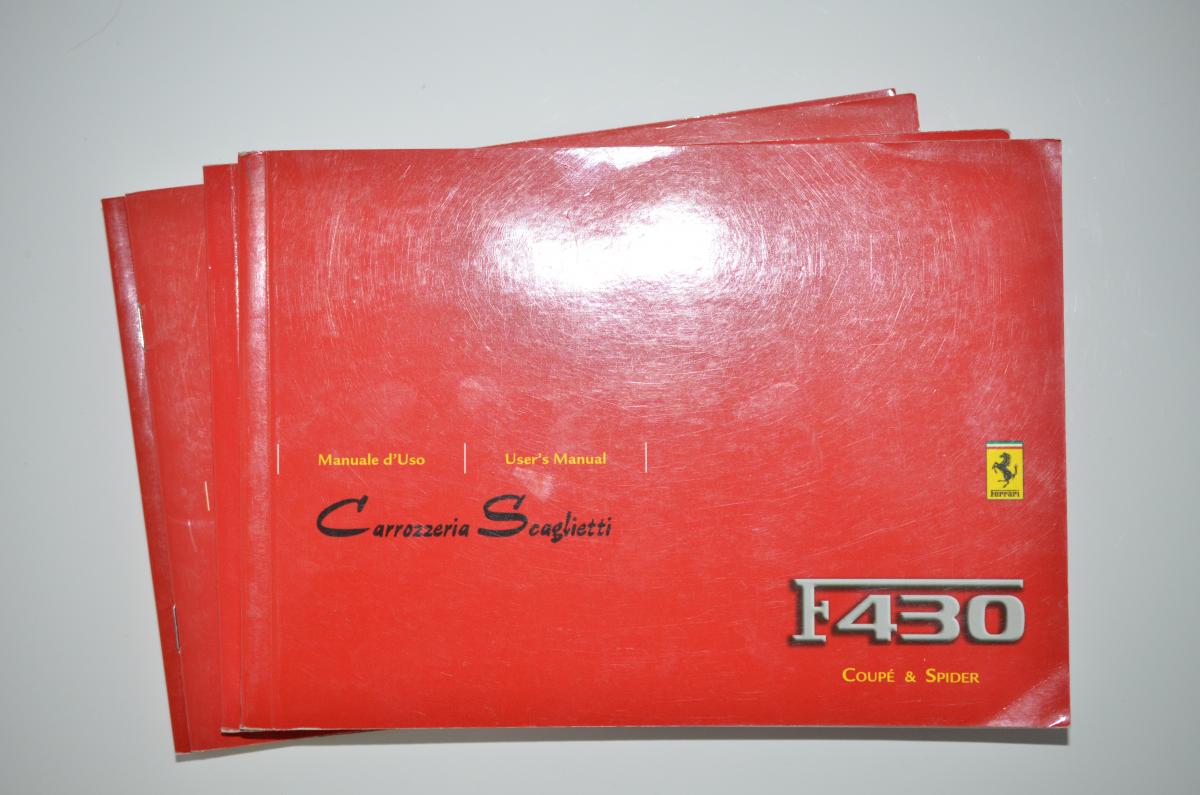 Manuale d'Uso
User's Manual
Carrozzeria Scaglietti
Ferrari
F430
COUPÉ & SPIDER